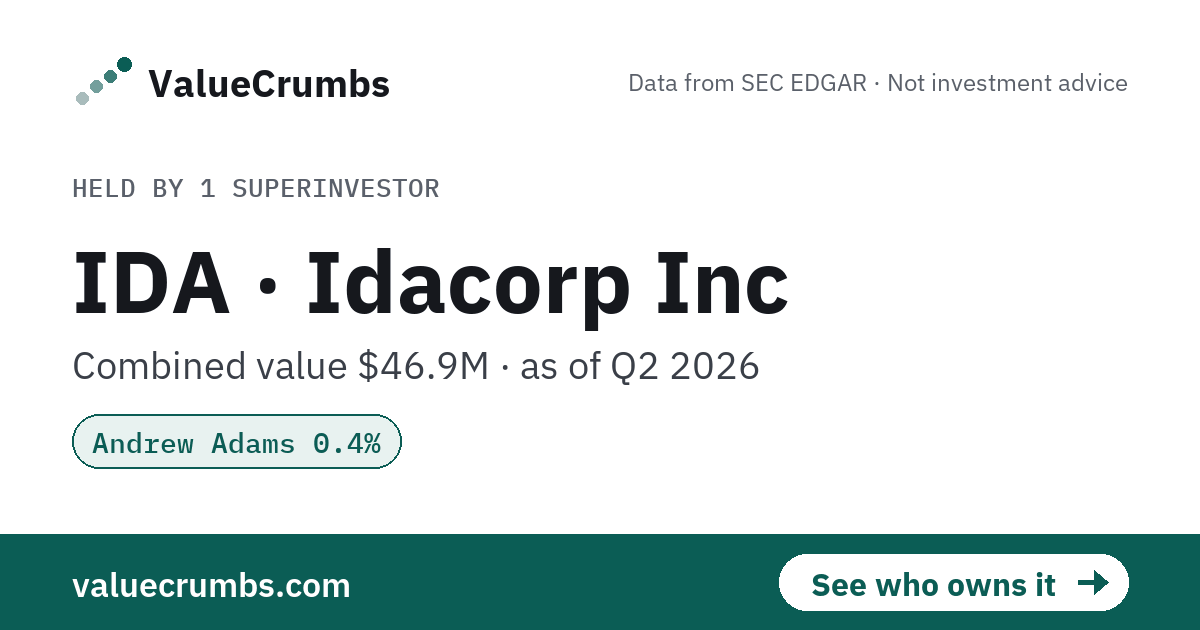 ValueCrumbs
Data from SEC EDGAR · Not investment advice
HELD BY 1 SUPERINVESTOR
IDA · Idacorp Inc
Combined value $46.9M · as of Q2 2026
Andrew Adams 0.4%
valuecrumbs.com
See who owns it →